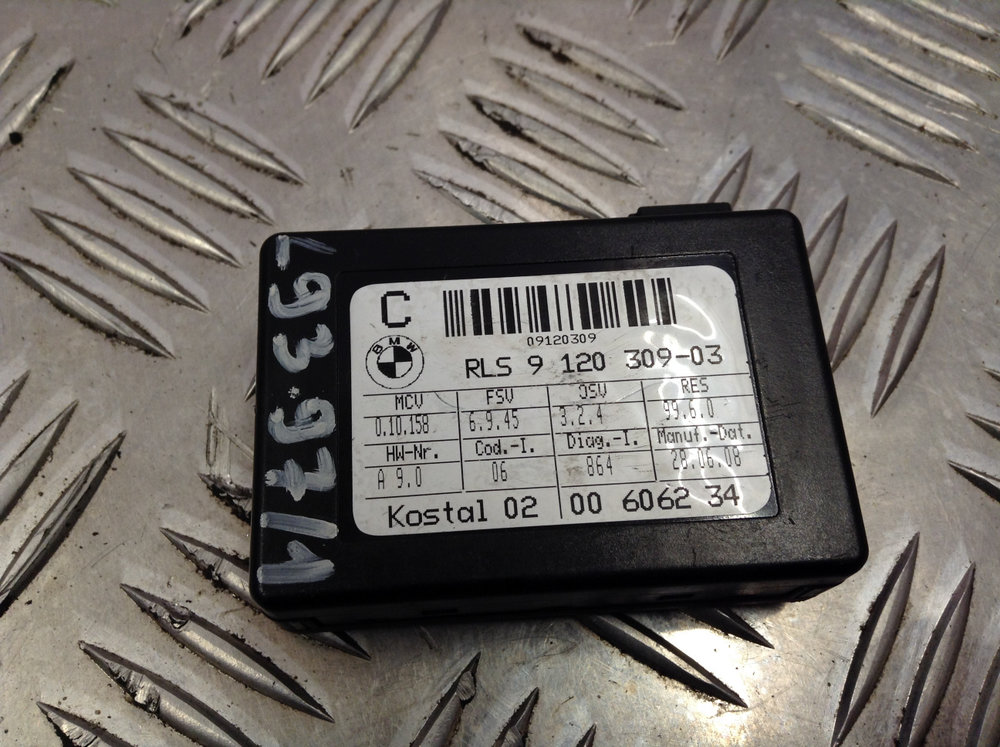 C
09120309
BMW
RLS 9 120 309-03
MCV FSV OSV RES
0.10.158 6.9.45 3.2.4 99.6.0
HW-Nr. Cod.-I. Diag.-I. Manuf.-Dat.
A 9.0 06 864 28.06.08
Kostal 02 00 6062 34